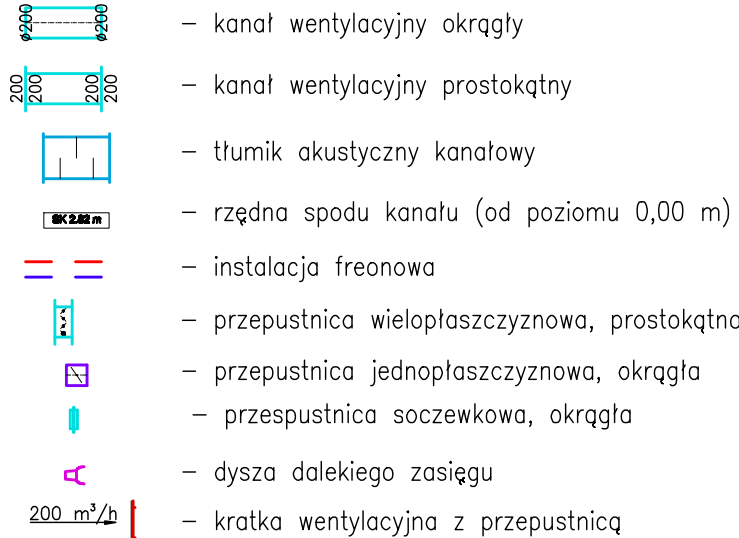 ø200 ø200 – kanał wentylacyjny okrągły
200 200 200 200 – kanał wentylacyjny prostokątny
– tłumik akustyczny kanałowy
SK 2.82 m – rzędna spodu kanału (od poziomu 0,00 m)
– instalacja freonowa
– przepustnica wielopłaszczyznowa, prostokątna
– przepustnica jednopłaszczyznowa, okrągła
– przespustnica soczewkowa, okrągła
– dysza dalekiego zasięgu
200 m³/h – kratka wentylacyjna z przepustnicą